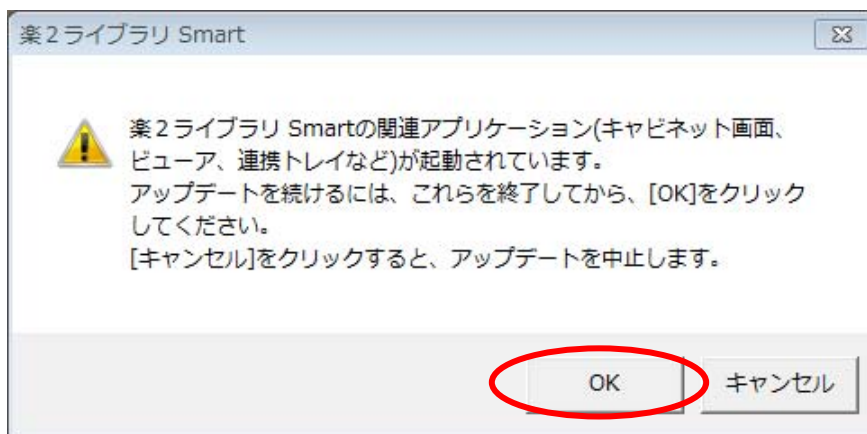 楽2ライブラリ Smart
楽2ライブラリ Smartの関連アプリケーション(キャビネット画面、
ビューア、連携トレイなど)が起動されています。
アップデートを続けるには、これらを終了してから、[OK]をクリック
してください。
[キャンセル]をクリックすると、アップデートを中止します。
OK
キャンセル